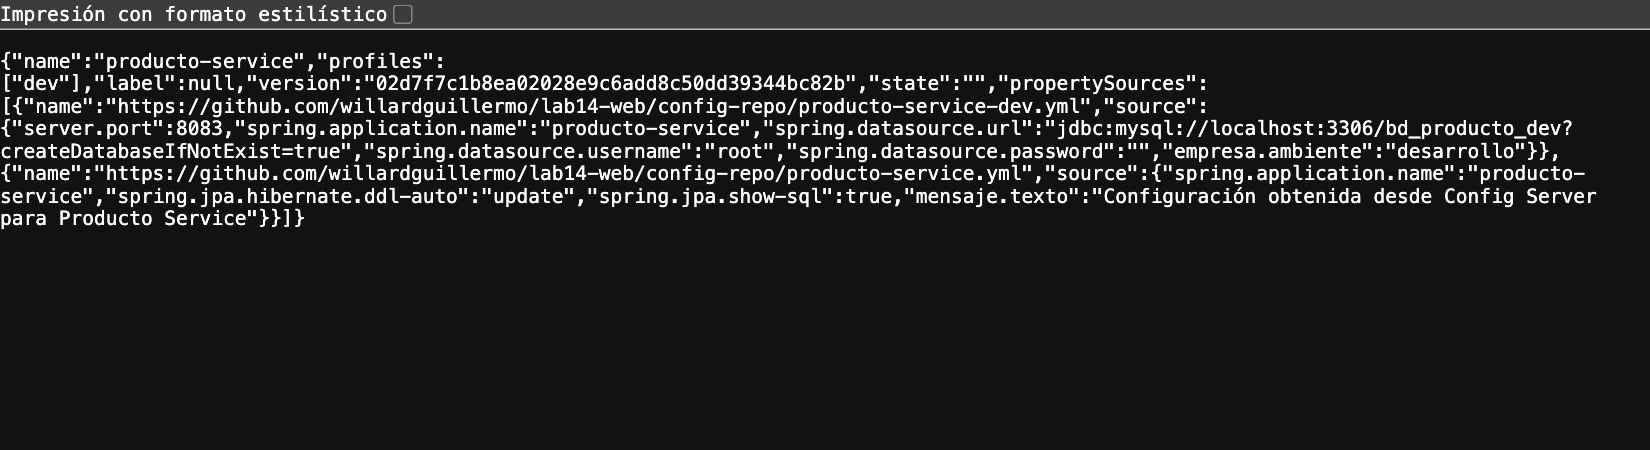 Impresión con formato estilístico
{"name":"producto-service","profiles":
["dev"],"label":null,"version":"02d7f7c1b8ea02028e9c6add8c50dd39344bc82b","state":"","propertySources":
[{"name":"https://github.com/willardguillermo/lab14-web/config-repo/producto-service-dev.yml","source":
{"server.port":8083,"spring.application.name":"producto-service","spring.datasource.url":"jdbc:mysql://localhost:3306/bd_producto_dev?
createDatabaseIfNotExist=true","spring.datasource.username":"root","spring.datasource.password":"","empresa.ambiente":"desarrollo"}},
{"name":"https://github.com/willardguillermo/lab14-web/config-repo/producto-service.yml","source":{"spring.application.name":"producto-
service","spring.jpa.hibernate.ddl-auto":"update","spring.jpa.show-sql":true,"mensaje.texto":"Configuración obtenida desde Config Server
para Producto Service"}}]}